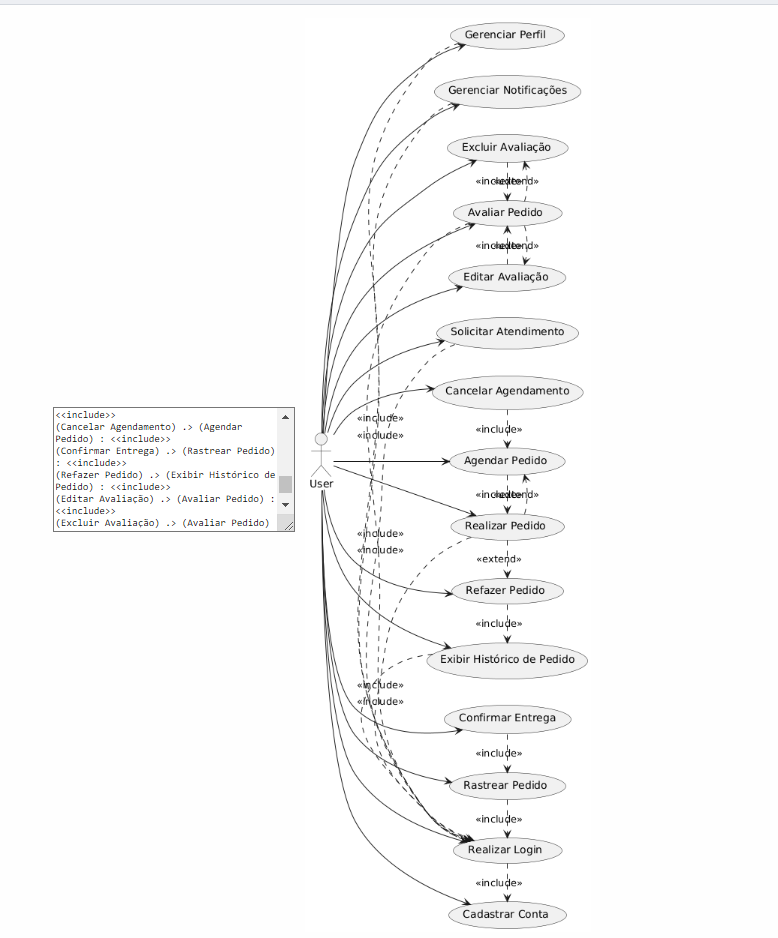 Gerenciar Perfil
Gerenciar Notificações
Excluir Avaliação
«include»
«extend»
Avaliar Pedido
«include»
«extend»
Editar Avaliação
Solicitar Atendimento
Cancelar Agendamento
<<include>>
(Cancelar Agendamento) .> (Agendar
Pedido) : <<include>>
(Confirmar Entrega) .> (Rastrear Pedido)
: <<include>>
(Refazer Pedido) .> (Exibir Histórico de
Pedido) : <<include>>
(Editar Avaliação) .> (Avaliar Pedido) :
<<include>>
(Excluir Avaliação) .> (Avaliar Pedido)
«include»
«include»
«include»
User
Agendar Pedido
«include»
«extend»
Realizar Pedido
«include»
«include»
«extend»
Refazer Pedido
«include»
Exibir Histórico de Pedido
«include»
«include»
Confirmar Entrega
«include»
Rastrear Pedido
«include»
Realizar Login
«include»
Cadastrar Conta